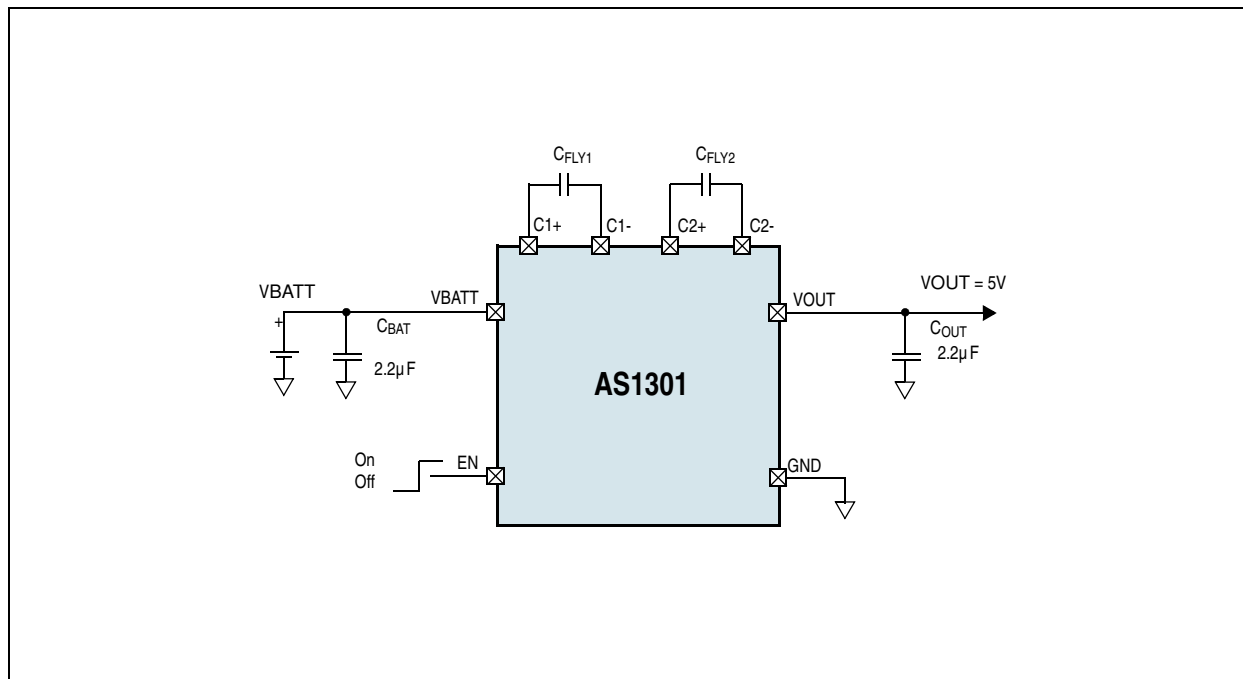 CFLY1
CFLY2
C1+
C1-
C2+
C2-
VBATT
VBATT
VOUT
VOUT = 5V
+
CBAT
COUT
2.2µF
2.2µF
AS1301
On
Off
EN
GND